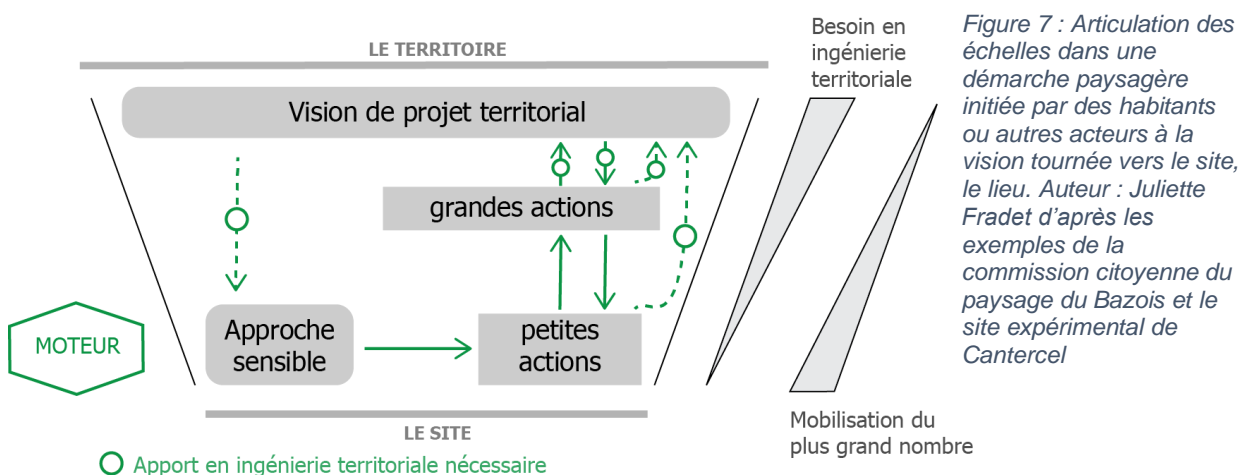 LE TERRITOIRE
Vision de projet territorial
grandes actions
MOTEUR
Approche
sensible
petites
actions
LE SITE
Apport en ingénierie territoriale nécessaire
Besoin en
ingénierie
territoriale
Mobilisation du
plus grand nombre
Figure 7 : Articulation des
échelles dans une
démarche paysagère
initiée par des habitants
ou autres acteurs à la
vision tournée vers le site,
le lieu. Auteur : Juliette
Fradet d’après les
exemples de la
commission citoyenne du
paysage du Bazois et le
site expérimental de
Cantercel